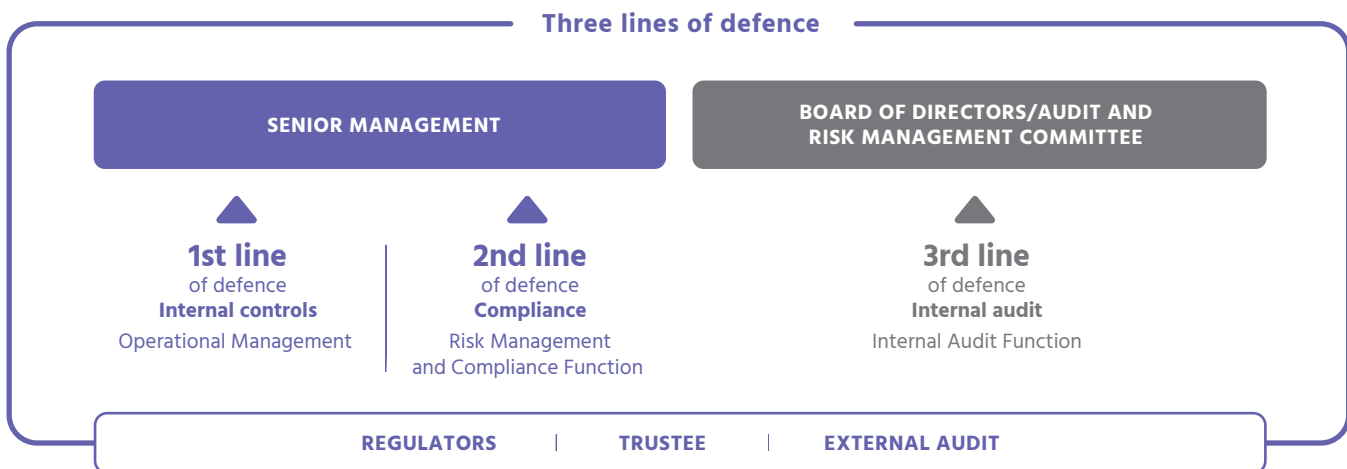 Three lines of defence
SENIOR MANAGEMENT
BOARD OF DIRECTORS/AUDIT AND
RISK MANAGEMENT COMMITTEE
1st line
of defence
Internal controls
Operational Management
2nd line
of defence
Compliance
Risk Management
and Compliance Function
3rd line
of defence
Internal audit
Internal Audit Function
REGULATORS | TRUSTEE | EXTERNAL AUDIT